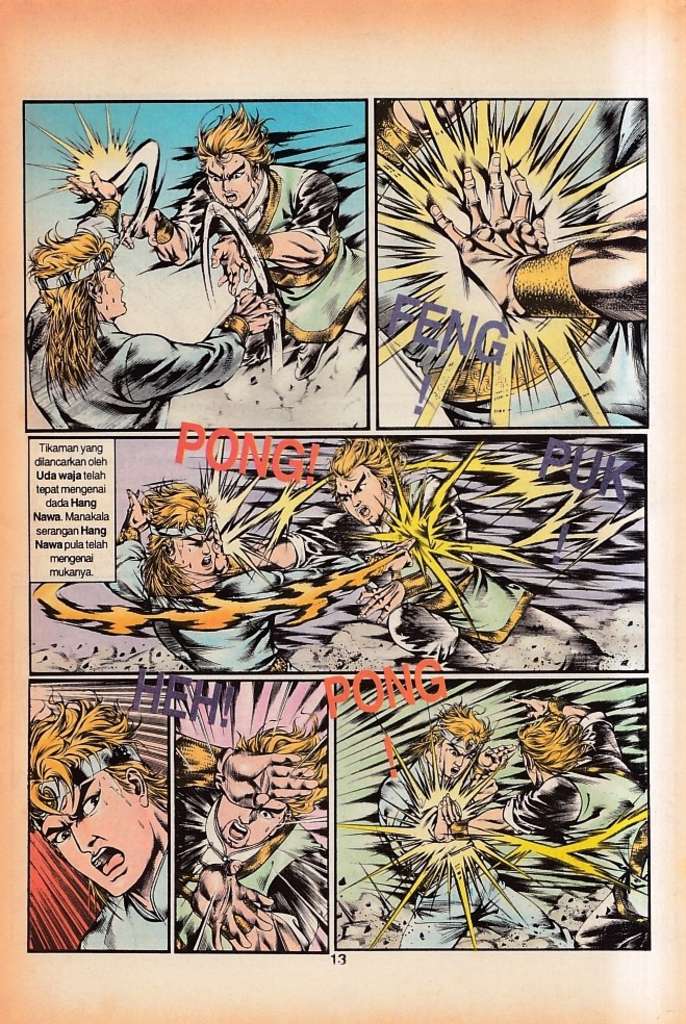 FENG
!
Tikaman yang
dilancarkan oleh
Uda waja telah
tepat mengenai
dada Hang
Nawa. Manakala
serangan Hang
Nawa pula telah
mengenai
mukanya.
PONG!
PUK
!
HEH!
PONG
!
13